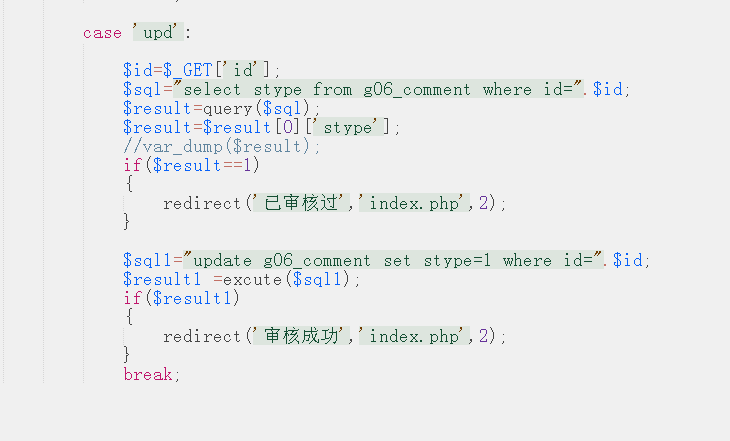 case 'upd':
$id=$_GET['id'];
$sql="select stype from g06_comment where id=".$id;
$result=query($sql);
$result=$result[0]['stype'];
//var_dump($result);
if($result==1)
{
redirect('已审核过','index.php',2);
}
$sql1="update g06_comment set stype=1 where id=".$id;
$result1 =excute($sql1);
if($result1)
{
redirect('审核成功','index.php',2);
}
break;